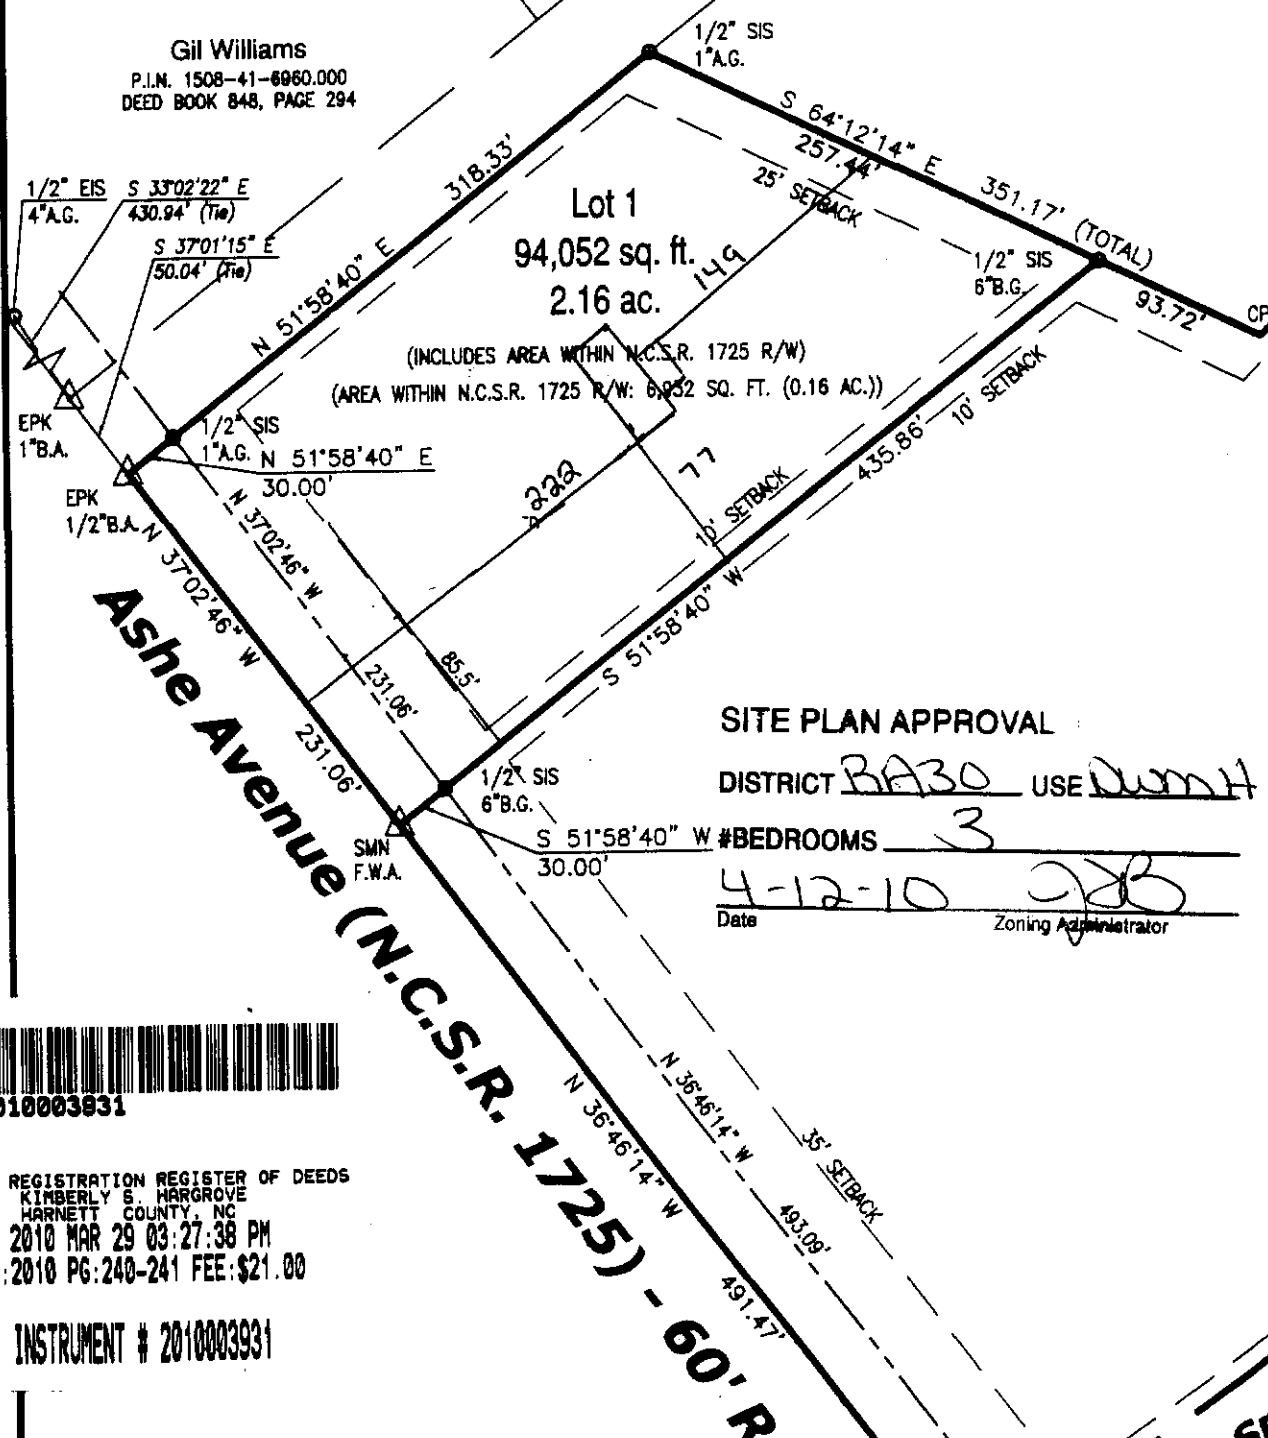 Gil Williams
P.I.N. 1508-41-6960.000
DEED BOOK 848, PAGE 294
1/2" SIS
1"A.G.
S 64°12'14" E
257.44'
351.17' (TOTAL)
25' SETBACK
318.33'
N 51°58'40" E
1/2" EIS
4"A.G.
S 33°02'22" E
430.94' (Tie)
S 37°01'15" E
50.04' (Tie)
Lot 1
94,052 sq. ft.
2.16 ac.
149
(INCLUDES AREA WITHIN N.C.S.R. 1725 R/W)
(AREA WITHIN N.C.S.R. 1725 R/W: 6,952 SQ. FT. (0.16 AC.))
1/2" SIS
6"B.G.
93.72'
CP
10' SETBACK
435.86'
10' SETBACK
S 51°58'40" W
EPK
1"B.A.
1/2" SIS
1"A.G.
N 51°58'40" E
30.00'
EPK
1/2"B.A.
222
77
N 37°02'46" W
231.06'
N 37°02'46" W
231.06'
85.5'
1/2" SIS
6"B.G.
S 51°58'40" W
30.00'
SMN
F.W.A.
SITE PLAN APPROVAL
DISTRICT RA30 USE DWMH
#BEDROOMS 3
4-12-10
Date Zoning Administrator
Ashe Avenue (N.C.S.R. 1725) - 60' R
N 36°46'14" W
493.09'
N 36°46'14" W
491.47'
35' SETBACK
010003931
REGISTRATION REGISTER OF DEEDS
KIMBERLY S. HARGROVE
HARNETT COUNTY, NC
2010 MAR 29 03:27:38 PM
:2010 PG:240-241 FEE:$21.00
INSTRUMENT # 2010003931